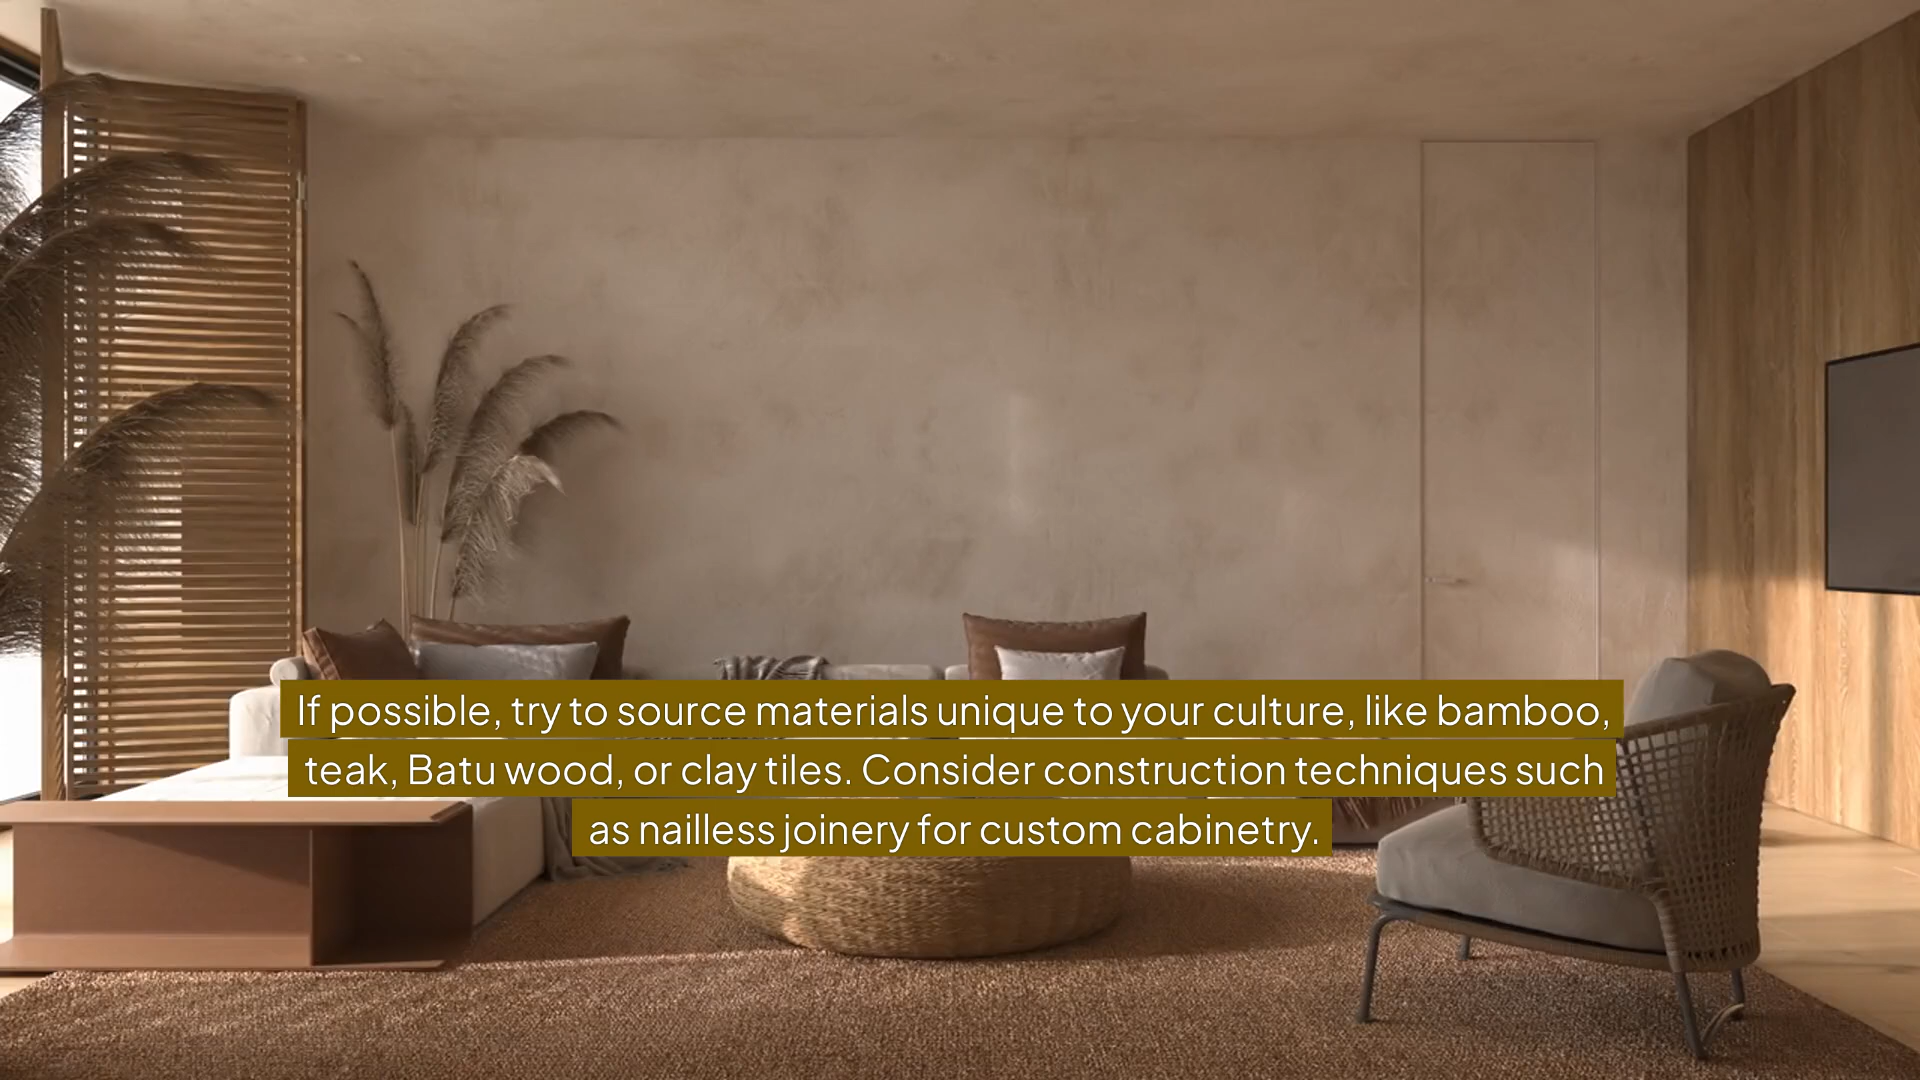 If possible, try to source materials unique to your culture, like bamboo,
teak, Batu wood, or clay tiles. Consider construction techniques such
as nailless joinery for custom cabinetry.